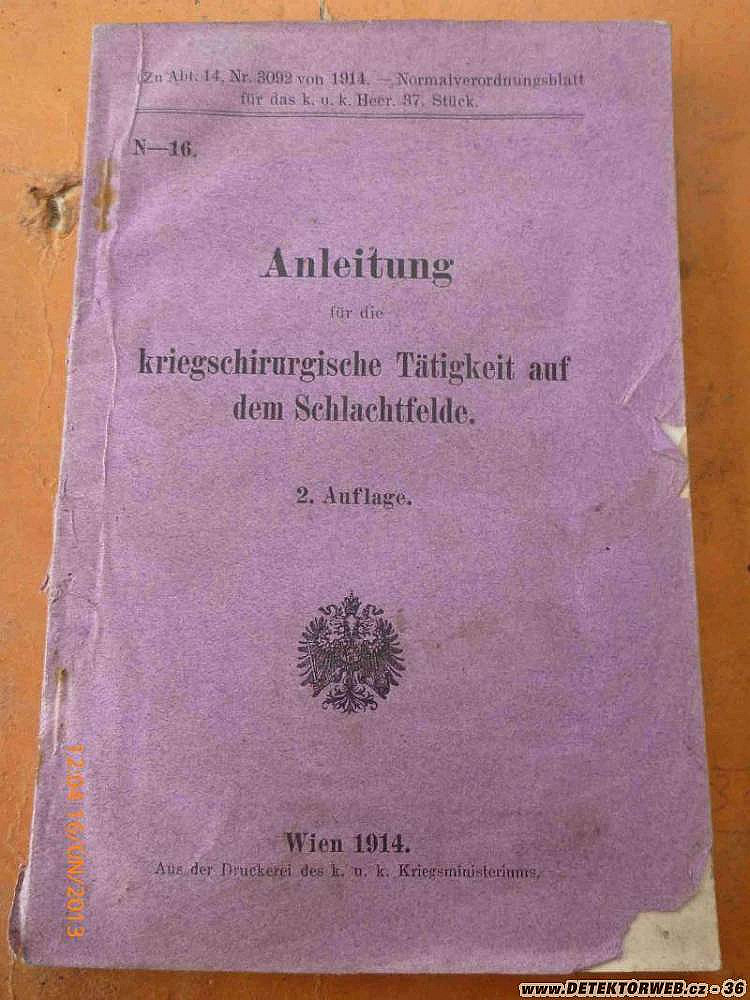 (Zu Abt. 14, Nr. 3092 von 1914. — Normalverordnungsblatt
für das k. u. k. Heer. 37. Stück.
N—16.
Anleitung
für die
kriegschirurgische Tätigkeit auf
dem Schlachtfelde.
2. Auflage.
Wien 1914.
Aus der Druckerei des k. u. k. Kriegsministeriums.
12:04 16/UN/2013
www.DETEKTORWEB.cz - 36